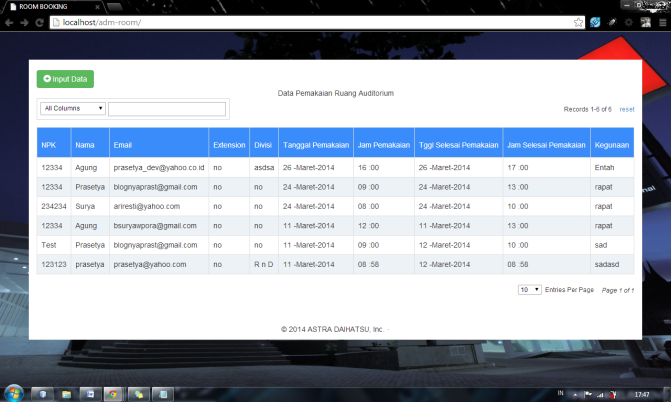 ROOM BOOKING
localhost/adm-room/
Input Data
Data Pemakaian Ruang Auditorium
All Columns
Records 1-6 of 6 reset
NPK Nama Email Extension Divisi Tanggal Pemakaian Jam Pemakaian Tggl Selesai Pemakaian Jam Selesai Pemakaian Kegunaan
12334 Agung prasetya_dev@yahoo.co.id no asdsa 26 -Maret-2014 16 :00 26 -Maret-2014 17 :00 Entah
12334 Prasetya blognyaprast@gmail.com no no 24 -Maret-2014 09 :00 24 -Maret-2014 13 :00 rapat
234234 Surya ariresti@yahoo.com no no 24 -Maret-2014 08 :00 24 -Maret-2014 10 :00 rapat
12334 Agung bsuryawpora@gmail.com no no 11 -Maret-2014 12 :00 11 -Maret-2014 13 :00 rapat
Test Prasetya blognyaprast@gmail.com no no 11 -Maret-2014 09 :00 12 -Maret-2014 10 :00 sad
123123 prasetya prasetya@yahoo.com no R n D 11 -Maret-2014 08 :58 12 -Maret-2014 08 :58 sadasd
10 Entries Per Page Page 1 of 1
© 2014 ASTRA DAIHATSU, Inc. ·
IN 17:47